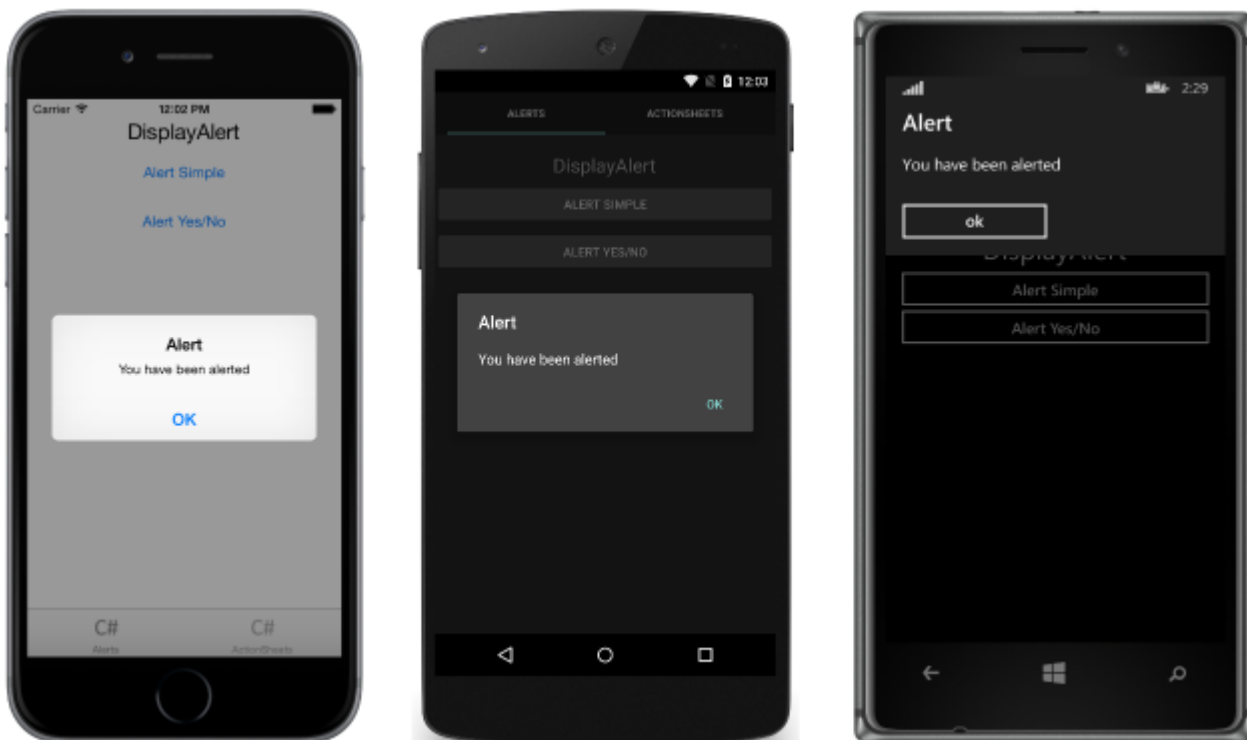 Carrier
12:02 PM
DisplayAlert
Alert Simple
Alert Yes/No
Alert
You have been alerted
OK
C#
Alerts
C#
ActionSheets
12:03
ALERTS
ACTIONSHEETS
DisplayAlert
ALERT SIMPLE
ALERT YES/NO
Alert
You have been alerted
OK
2:29
Alert
You have been alerted
ok
DisplayAlert
Alert Simple
Alert Yes/No